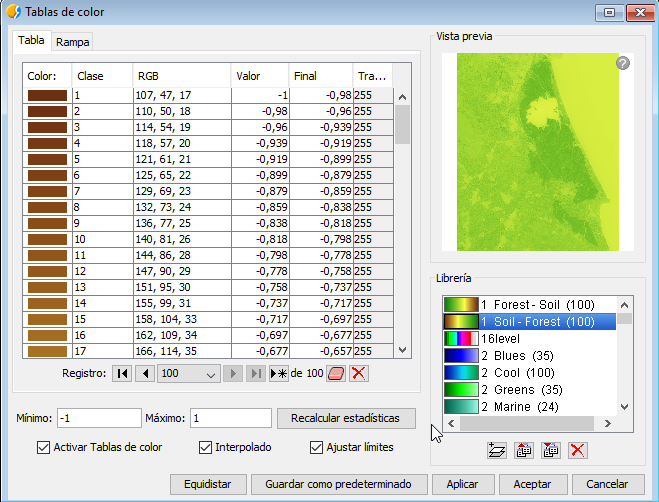 Tablas de color
Tabla
Rampa
Color: Clase RGB Valor Final Tra...
1 107, 47, 17 -1 -0,98 255
2 110, 50, 18 -0,98 -0,96 255
3 114, 54, 19 -0,96 -0,939 255
4 118, 57, 20 -0,939 -0,919 255
5 121, 61, 21 -0,919 -0,899 255
6 125, 65, 22 -0,899 -0,879 255
7 129, 69, 23 -0,879 -0,859 255
8 132, 73, 24 -0,859 -0,838 255
9 136, 77, 25 -0,838 -0,818 255
10 140, 81, 26 -0,818 -0,798 255
11 144, 86, 28 -0,798 -0,778 255
12 147, 90, 29 -0,778 -0,758 255
13 151, 95, 30 -0,758 -0,737 255
14 155, 99, 31 -0,737 -0,717 255
15 158, 104, 33 -0,717 -0,697 255
16 162, 109, 34 -0,697 -0,677 255
17 166, 114, 35 -0,677 -0,657 255
Registro: 100 de 100
Mínimo: -1 Máximo: 1 Recalcular estadísticas
Activar Tablas de color Interpolado Ajustar límites
Vista previa
?
Librería
1 Forest - Soil (100)
1 Soil - Forest (100)
16level
2 Blues (35)
2 Cool (100)
2 Greens (35)
2 Marine (24)
Equidistar Guardar como predeterminado Aplicar Aceptar Cancelar